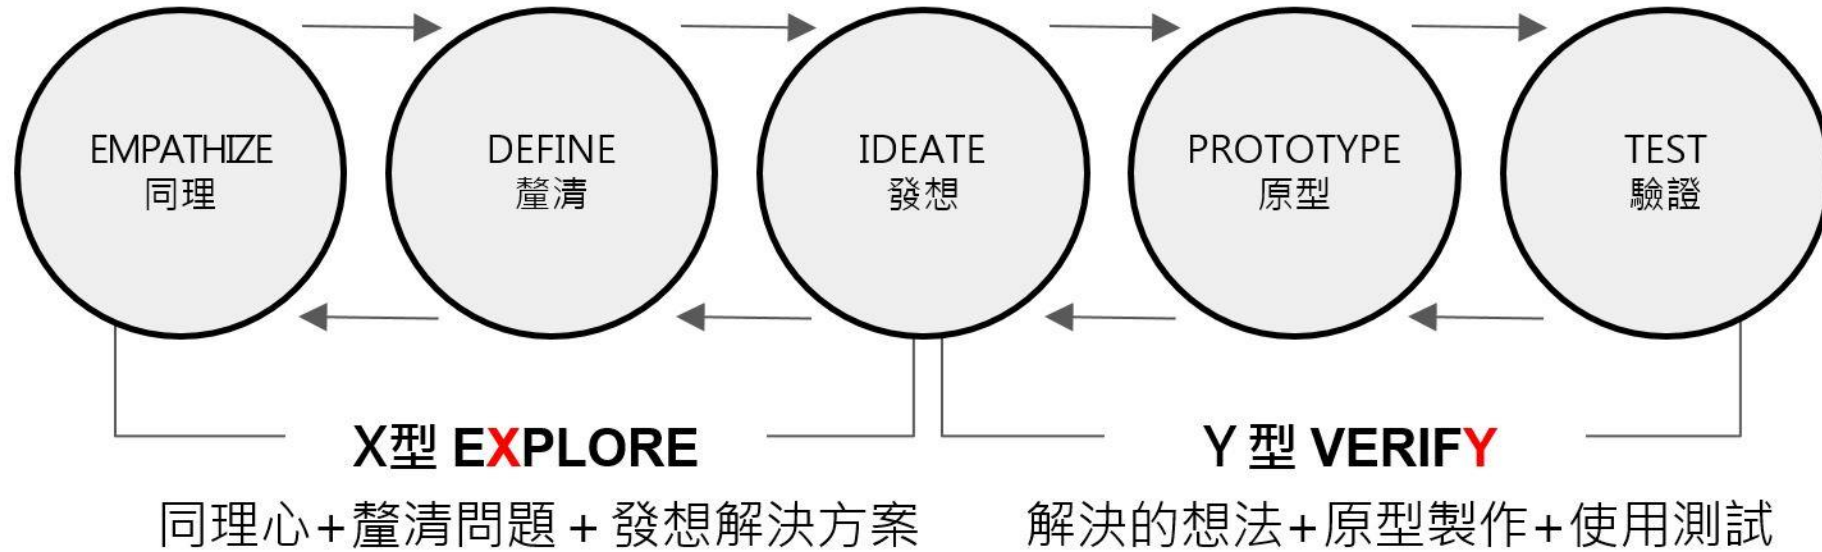 EMPATHIZE
同理
DEFINE
釐清
IDEATE
發想
PROTOTYPE
原型
TEST
驗證
X型 EXPLORE
同理心+釐清問題+發想解決方案
Y型 VERIFY
解決的想法+原型製作+使用測試